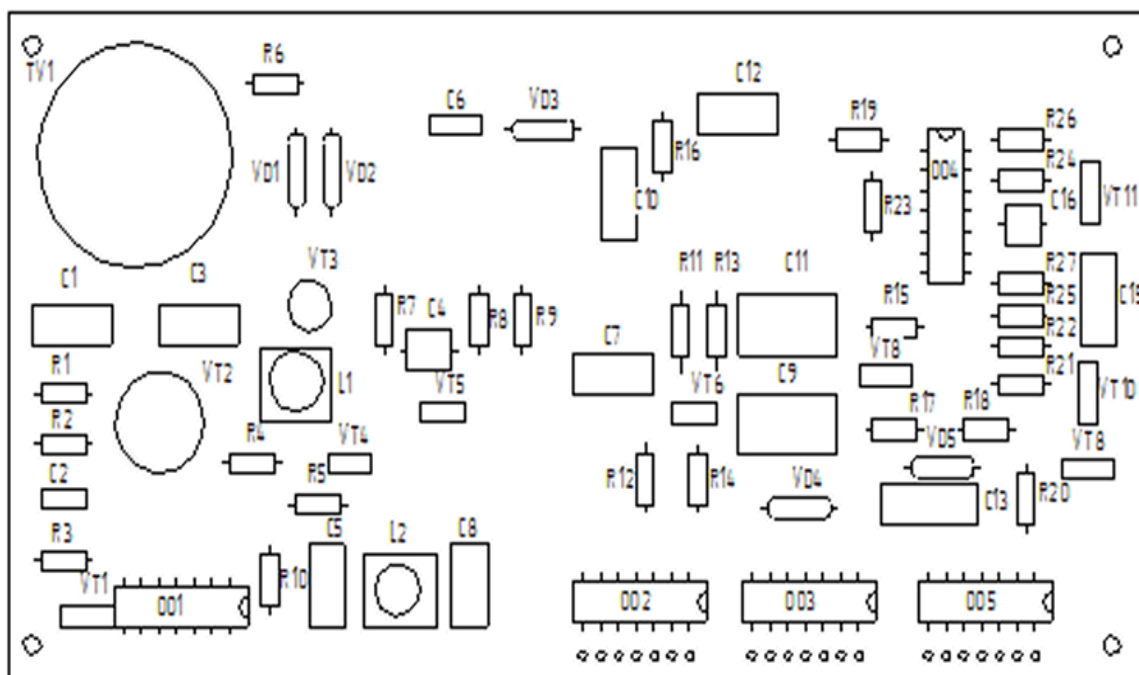 TV1
R6
C6
VD3
C12
R19
R26
R16
VD1
VD2
C10
R23
DD4
R24
C16
VT11
C1
C3
VT3
R7
C4
R8
R9
R11
R13
C11
R15
R27
R25
R22
R21
C15
R1
VT2
L1
VT5
C7
VT6
C9
VT8
VT10
R2
R4
VT4
R17
R18
VD5
VT8
C2
R5
R12
R14
VD4
C13
R20
R3
C5
L2
C8
VT1
DD1
R10
DD2
DD3
DD5